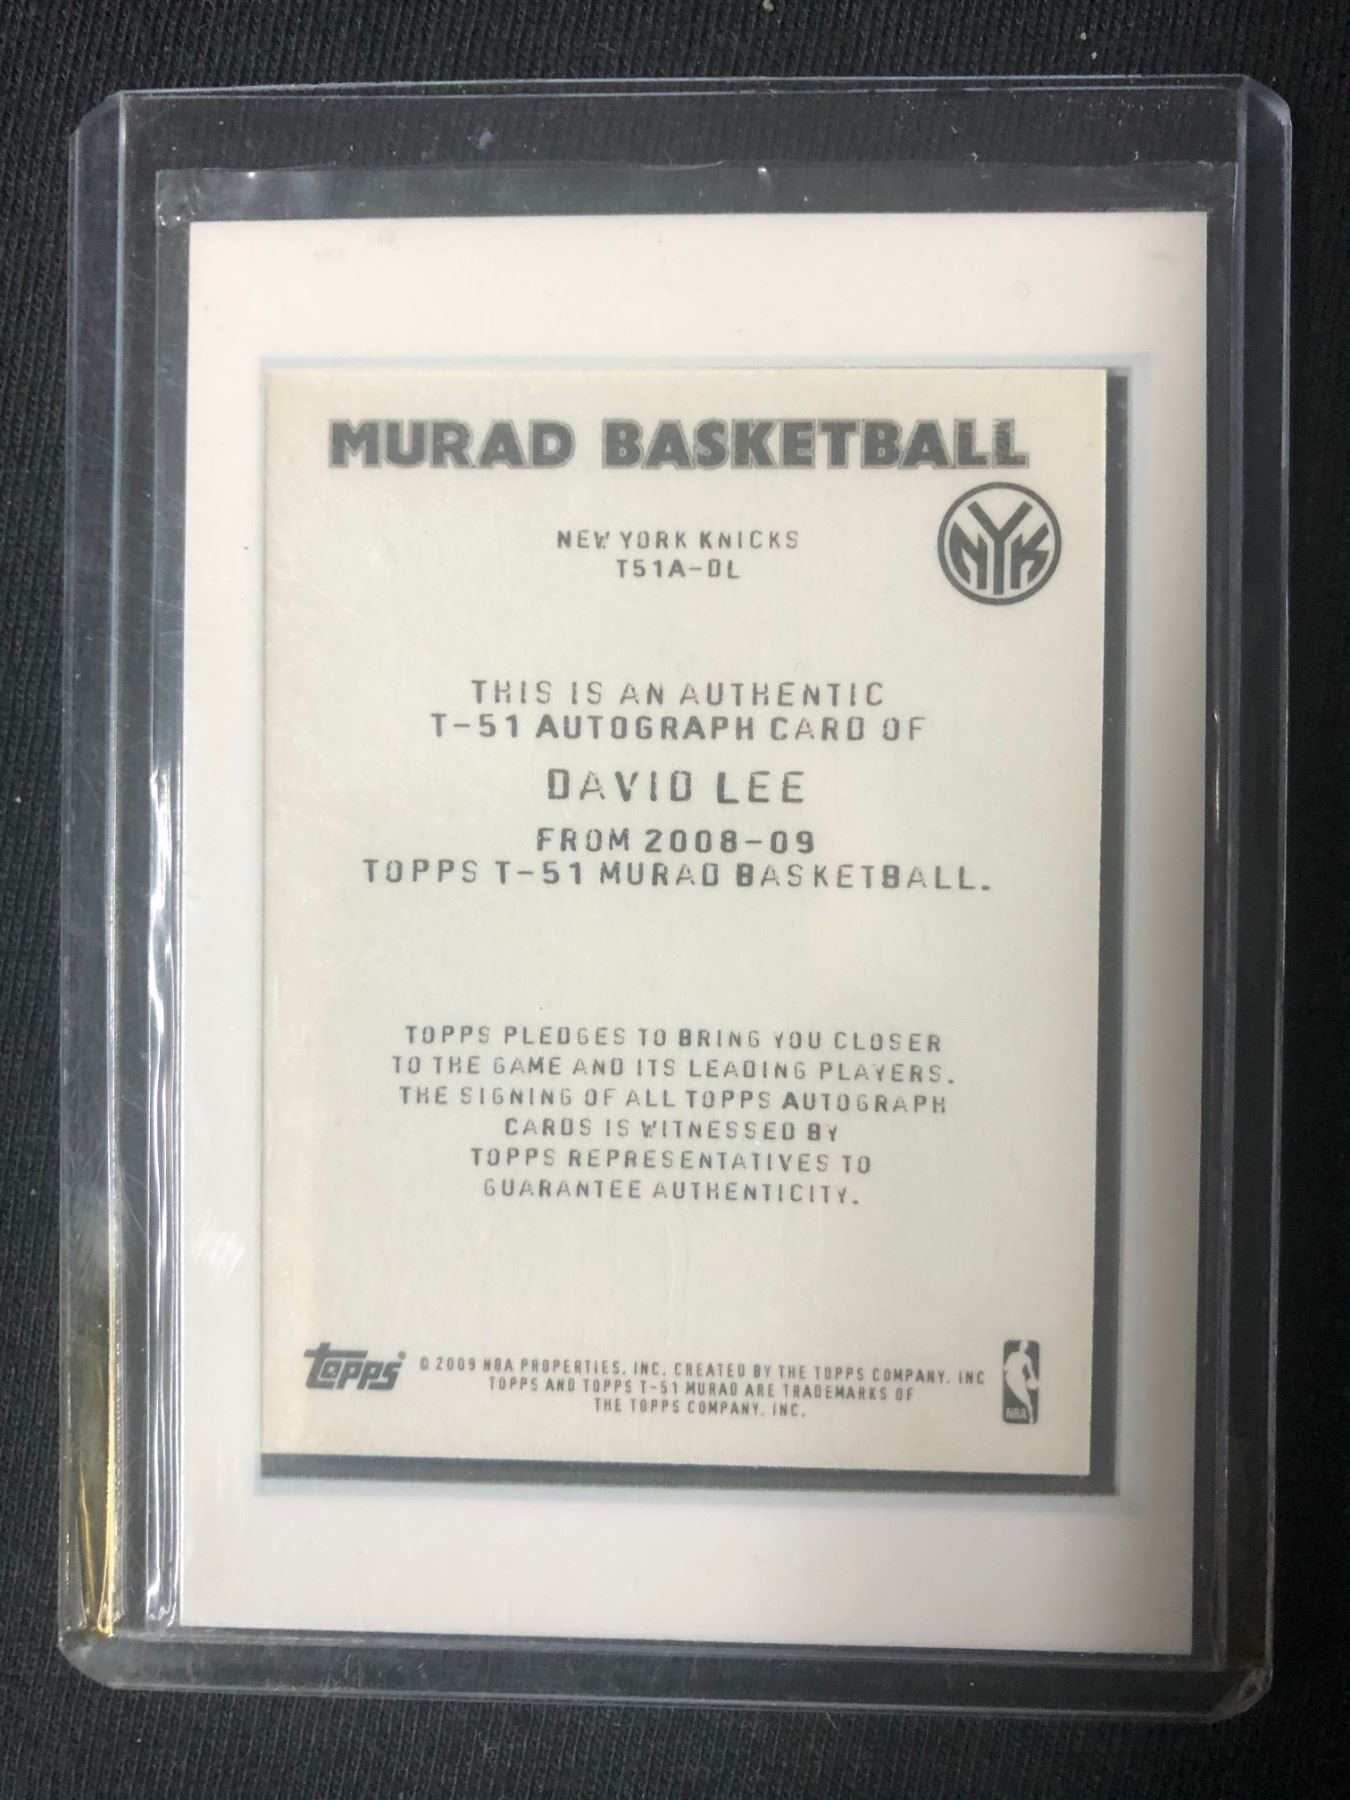 MURAD BASKETBALL
NEW YORK KNICKS
T51A-DL
NYK
THIS IS AN AUTHENTIC
T-51 AUTOGRAPH CARD OF
DAVID LEE
FROM 2008-09
TOPPS T-51 MURAD BASKETBALL.
TOPPS PLEDGES TO BRING YOU CLOSER
TO THE GAME AND ITS LEADING PLAYERS.
THE SIGNING OF ALL TOPPS AUTOGRAPH
CARDS IS WITNESSED BY
TOPPS REPRESENTATIVES TO
GUARANTEE AUTHENTICITY.
Topps
© 2009 NBA PROPERTIES, INC. CREATED BY THE TOPPS COMPANY, INC
TOPPS AND TOPPS T-51 MURAD ARE TRADEMARKS OF
THE TOPPS COMPANY, INC.
NBA